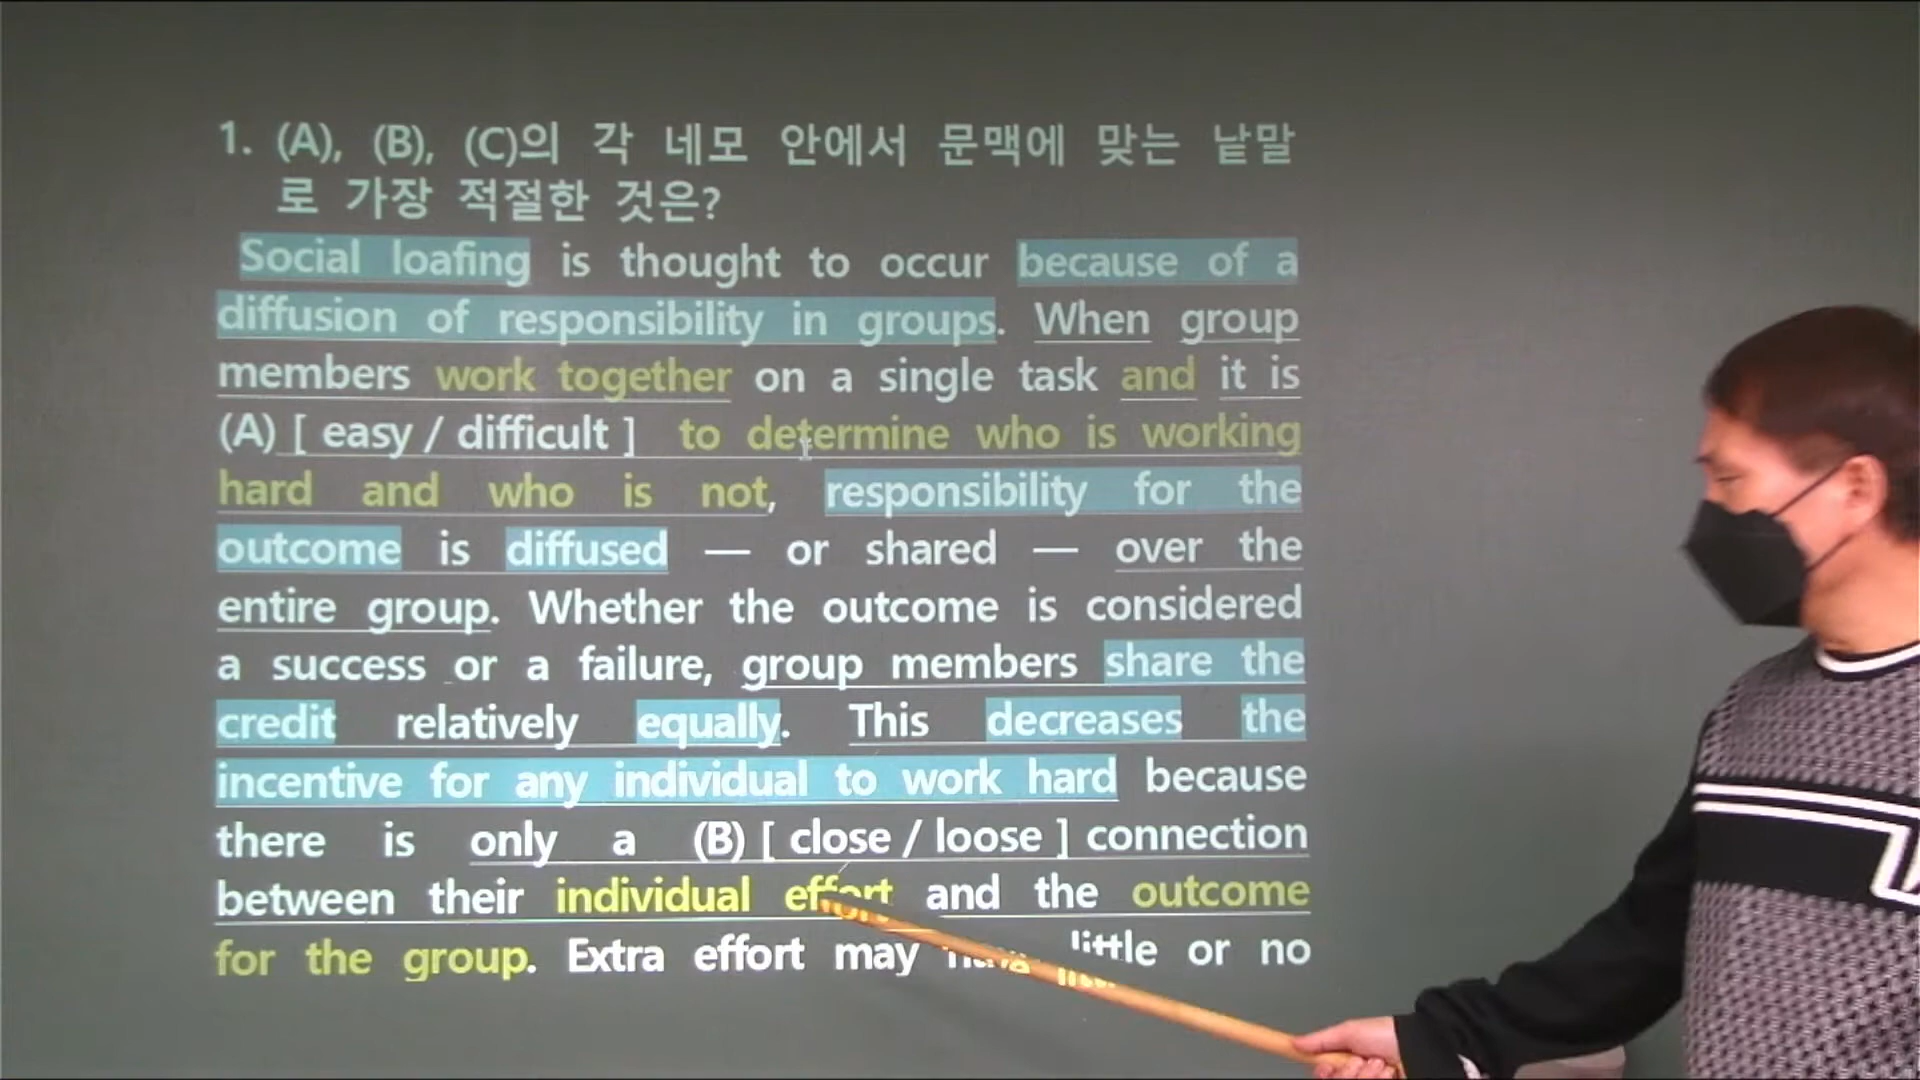 1. (A), (B), (C)의 각 네모 안에서 문맥에 맞는 낱말
로 가장 적절한 것은?
Social loafing is thought to occur because of a
diffusion of responsibility in groups. When group
members work together on a single task and it is
(A) [ easy / difficult ] to determine who is working
hard and who is not, responsibility for the
outcome is diffused — or shared — over the
entire group. Whether the outcome is considered
a success or a failure, group members share the
credit relatively equally. This decreases the
incentive for any individual to work hard because
there is only a (B) [ close / loose ] connection
between their individual effort and the outcome
for the group. Extra effort may have little or no